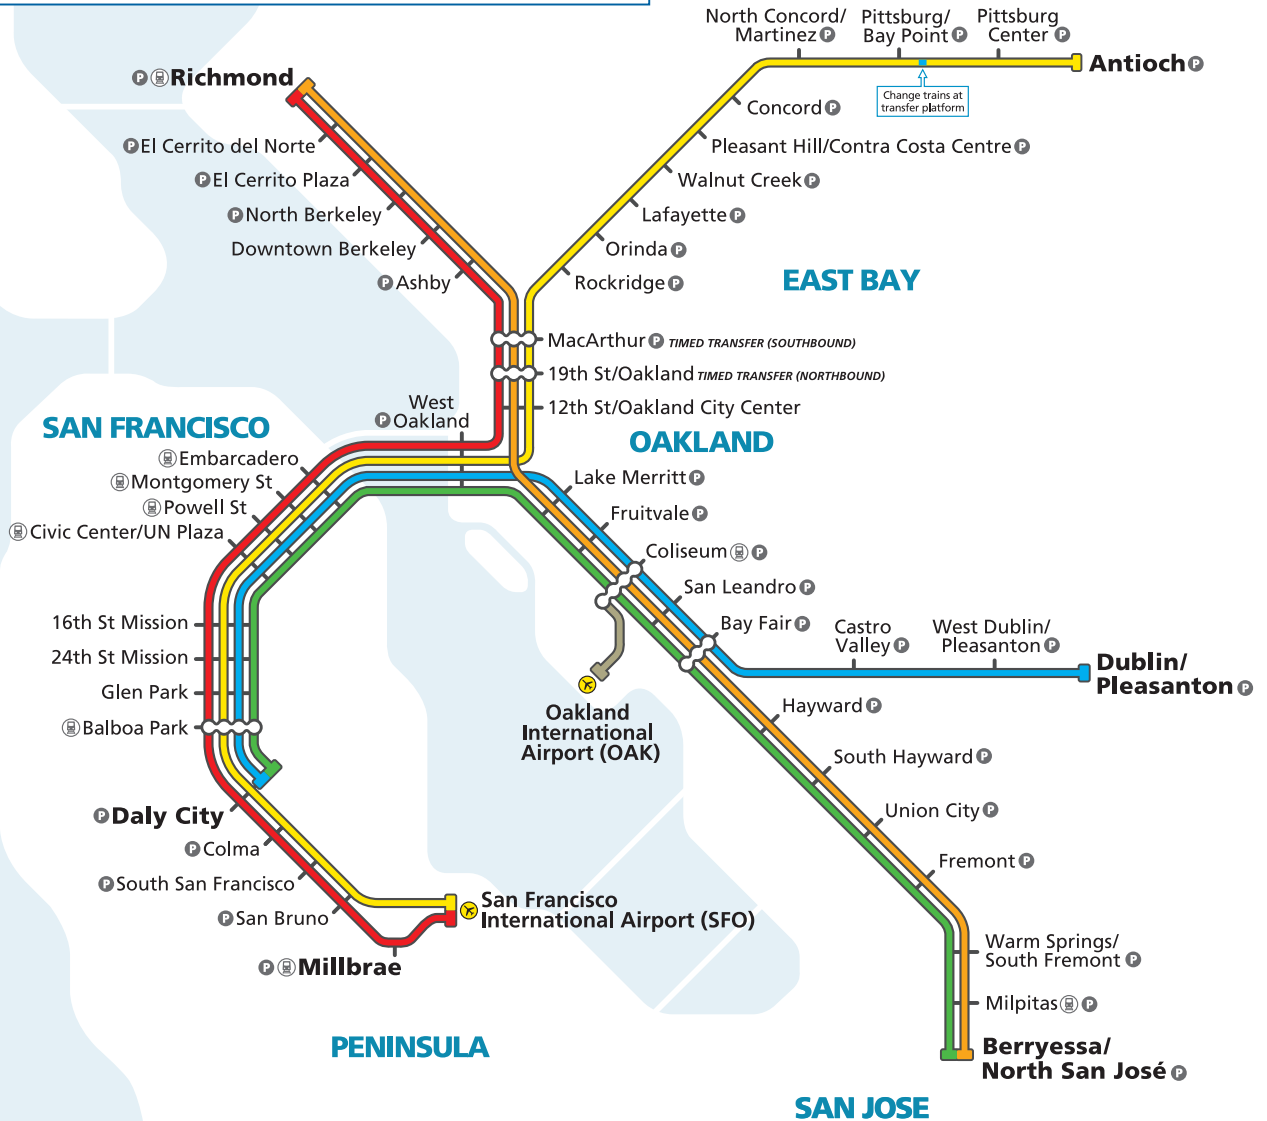 North Concord/
Martinez P
Pittsburg/
Bay Point P
Pittsburg
Center P
Antioch P
Change trains at
transfer platform
P Richmond
Concord P
P El Cerrito del Norte
Pleasant Hill/Contra Costa Centre P
P El Cerrito Plaza
Walnut Creek P
P North Berkeley
Lafayette P
Downtown Berkeley
Orinda P
P Ashby
Rockridge P
EAST BAY
MacArthur P TIMED TRANSFER (SOUTHBOUND)
19th St/Oakland TIMED TRANSFER (NORTHBOUND)
12th St/Oakland City Center
West
P Oakland
SAN FRANCISCO
OAKLAND
Embarcadero
Montgomery St
Powell St
Civic Center/UN Plaza
Lake Merritt P
Fruitvale P
Coliseum P
San Leandro P
Bay Fair P
Castro
Valley P
West Dublin/
Pleasanton P
Dublin/
Pleasanton P
16th St Mission
24th St Mission
Glen Park
Balboa Park
Oakland
International
Airport (OAK)
Hayward P
South Hayward P
Union City P
Fremont P
P Daly City
P Colma
P South San Francisco
P San Bruno
San Francisco
International Airport (SFO)
P Millbrae
Warm Springs/
South Fremont P
Milpitas P
Berryessa/
North San José P
PENINSULA
SAN JOSE